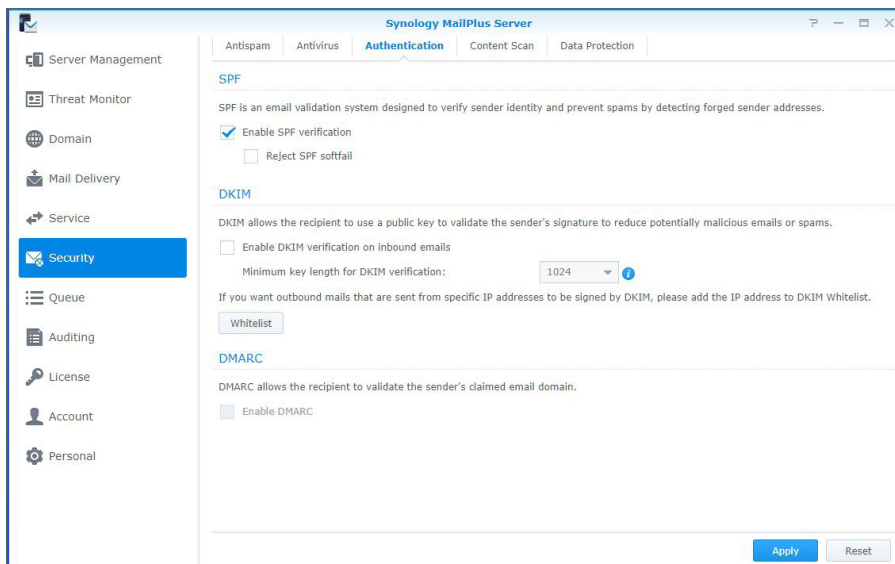 Synology MailPlus Server
Server Management
Threat Monitor
Domain
Mail Delivery
Service
Security
Queue
Auditing
License
Account
Personal
Antispam Antivirus Authentication Content Scan Data Protection
SPF
SPF is an email validation system designed to verify sender identity and prevent spams by detecting forged sender addresses.
Enable SPF verification
Reject SPF softfail
DKIM
DKIM allows the recipient to use a public key to validate the sender's signature to reduce potentially malicious emails or spams.
Enable DKIM verification on inbound emails
Minimum key length for DKIM verification: 1024
If you want outbound mails that are sent from specific IP addresses to be signed by DKIM, please add the IP address to DKIM Whitelist.
Whitelist
DMARC
DMARC allows the recipient to validate the sender's claimed email domain.
Enable DMARC
Apply Reset